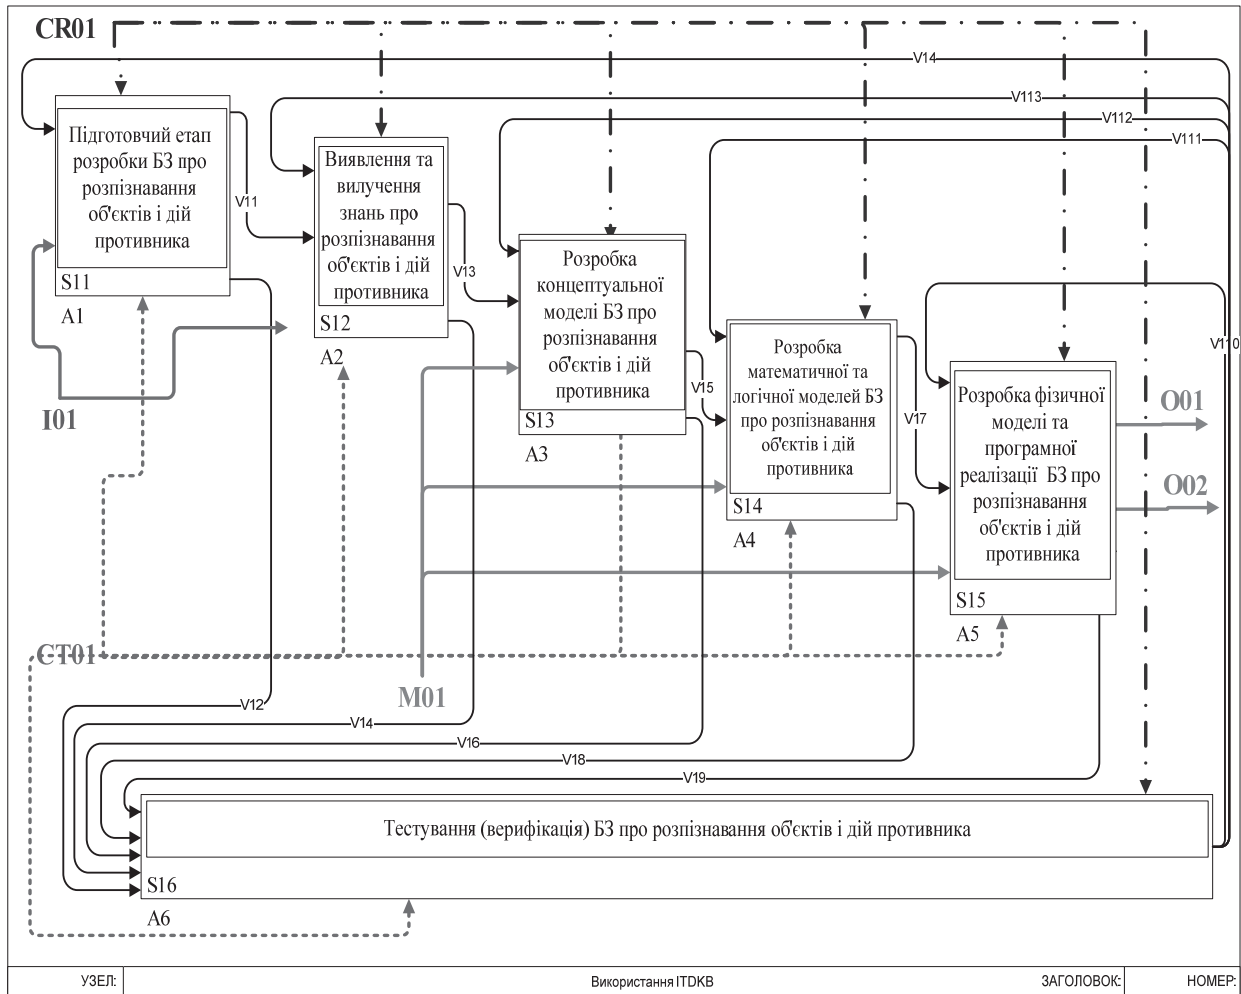 CR01
V14
V113
V112
V111
Підготовчий етап
розробки БЗ про
розпізнавання
об'єктів і дій
противника
S11
A1
V11
Виявлення та
вилучення
знань про
розпізнавання
об'єктів і дій
противника
S12
A2
V13
Розробка
концептуальної
моделі БЗ про
розпізнавання
об'єктів і дій
противника
S13
A3
V15
Розробка
математичної та
логічної моделей БЗ
про розпізнавання
об'єктів і дій
противника
S14
A4
V17
V110
Розробка фізичної
моделі та
програмної
реалізації БЗ про
розпізнавання
об'єктів і дій
противника
S15
A5
O01
O02
I01
CT01
M01
V12
V14
V16
V18
V19
Тестування (верифікація) БЗ про розпізнавання об'єктів і дій противника
S16
A6
УЗЕЛ:
Використання ITDKB
ЗАГОЛОВОК:
НОМЕР: